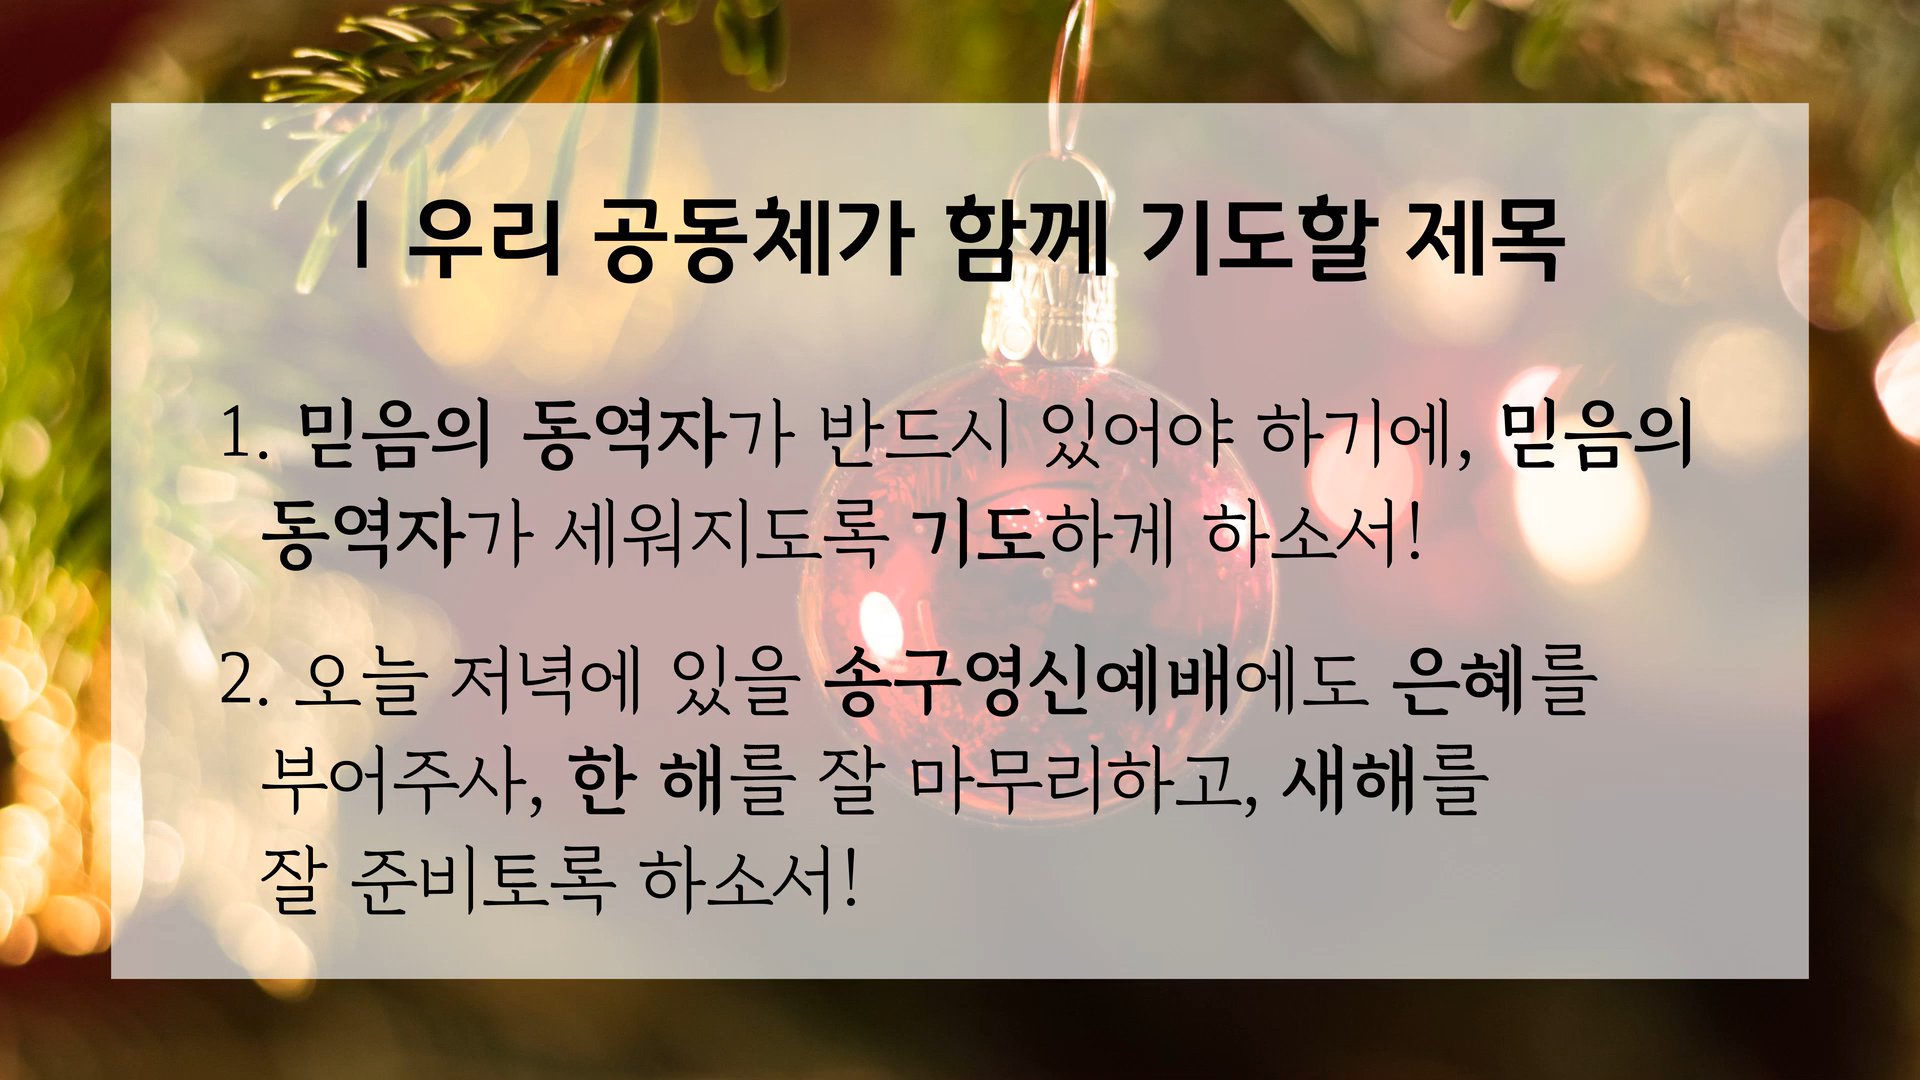 | 우리 공동체가 함께 기도할 제목
1. 믿음의 동역자가 반드시 있어야 하기에, 믿음의
동역자가 세워지도록 기도하게 하소서!
2. 오늘 저녁에 있을 송구영신예배에도 은혜를
부어주사, 한 해를 잘 마무리하고, 새해를
잘 준비토록 하소서!